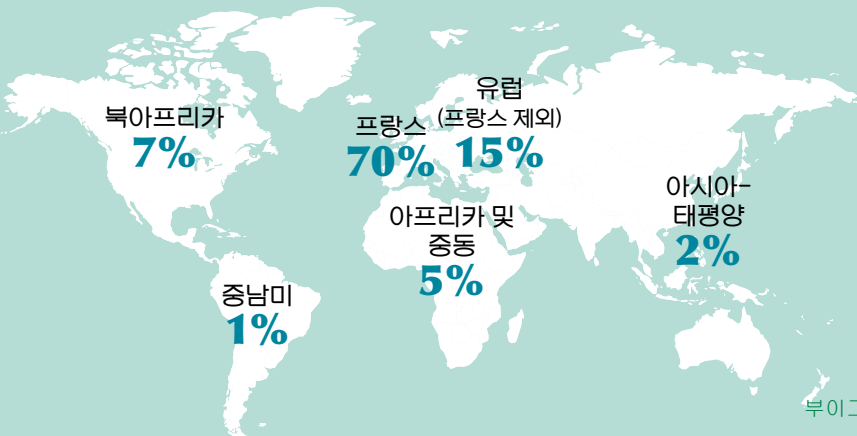 유럽
(프랑스 제외)
15%
북아프리카
7%
프랑스
70%
아시아-
태평양
2%
아프리카 및
중동
5%
중남미
1%